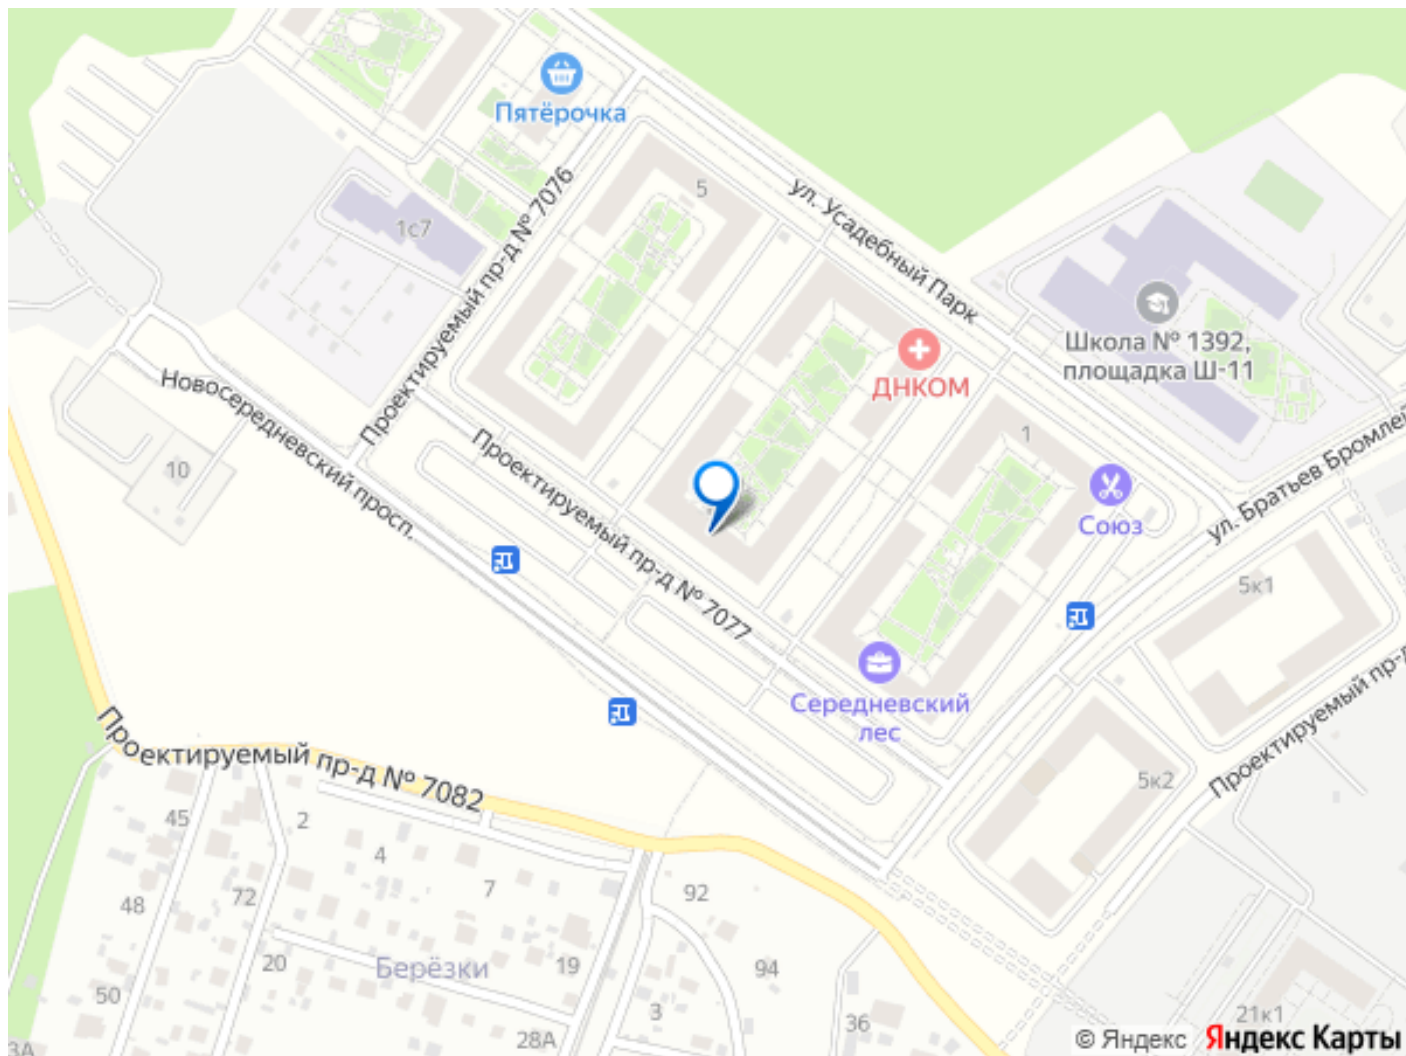 Пятёрочка
Проектируемый пр-д № 7076
5
ул. Усадебный Парк
1с7
Школа № 1392,
площадка Ш-11
ДНКОМ
Новосередневский просп.
Проектируемый пр-д № 7077
1
10
Союз
ул. Братьев Бромлей
5к1
Середневский
лес
Проектируемый пр-д
5к2
Проектируемый пр-д № 7082
45
2
4
7
48
72
92
Берёзки
20
19
94
50
3
28А
36
21к1
3А
© Яндекс Яндекс Карты